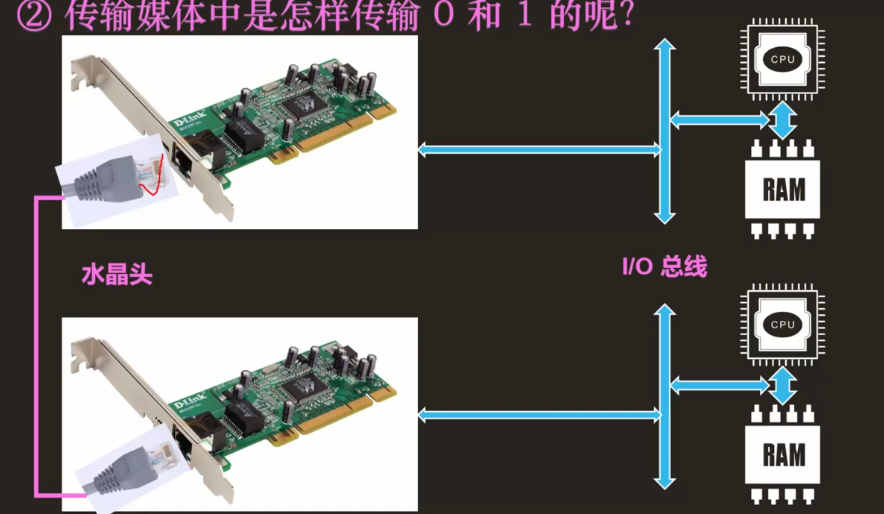 ② 传输媒体中是怎样传输 0 和 1 的呢?
CPU
D-Link
RAM
水晶头
I/O 总线
CPU
D-Link
RAM